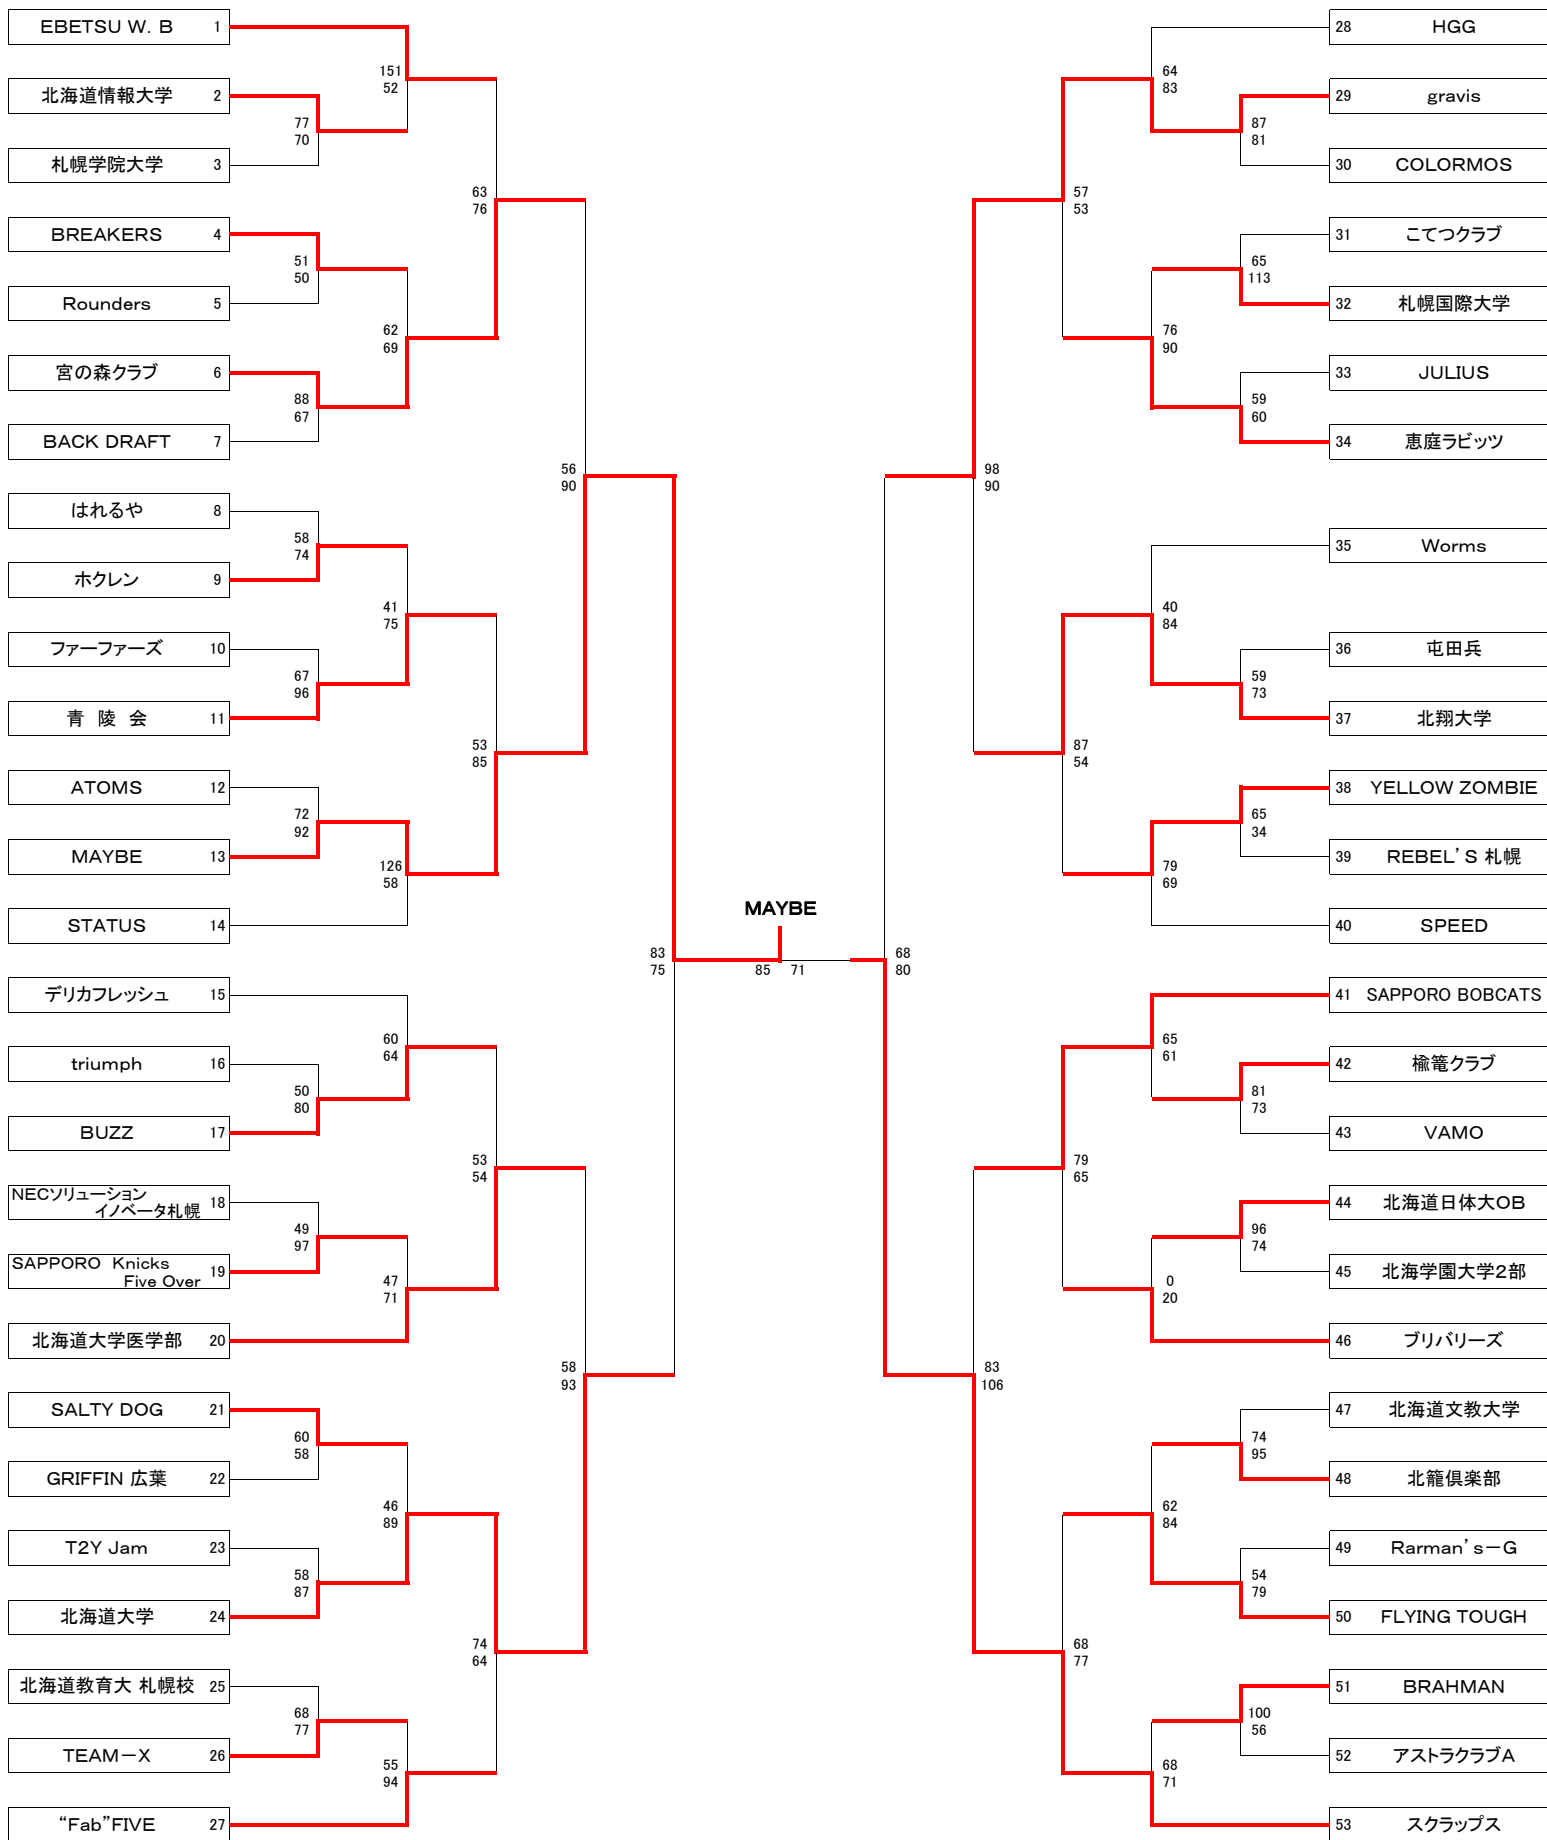 EBETSU W. B 1
151
52
北海道情報大学 2
77
70
札幌学院大学 3
63
76
BREAKERS 4
51
50
Rounders 5
62
69
宮の森クラブ 6
88
67
BACK DRAFT 7
56
90
はれるや 8
58
74
ホクレン 9
41
75
ファーファーズ 10
67
96
青 陵 会 11
53
85
ATOMS 12
72
92
MAYBE 13
126
58
STATUS 14
83
75
デリカフレッシュ 15
60
64
triumph 16
50
80
BUZZ 17
53
54
NECソリューション
イノベータ札幌 18
49
97
SAPPORO Knicks
Five Over 19
47
71
北海道大学医学部 20
58
93
SALTY DOG 21
60
58
GRIFFIN 広葉 22
46
89
T2Y Jam 23
58
87
北海道大学 24
74
64
北海道教育大 札幌校 25
68
77
TEAM－X 26
55
94
“Fab”FIVE 27
MAYBE
85 71
28 HGG
64
83
29 gravis
87
81
30 COLORMOS
57
53
31 こてつクラブ
65
113
32 札幌国際大学
76
90
33 JULIUS
59
60
34 恵庭ラビッツ
98
90
35 Worms
40
84
36 屯田兵
59
73
37 北翔大学
87
54
38 YELLOW ZOMBIE
65
34
39 REBEL’S 札幌
79
69
40 SPEED
68
80
41 SAPPORO BOBCATS
65
61
42 楡篭クラブ
81
73
43 VAMO
79
65
44 北海道日体大OB
96
74
45 北海学園大学2部
0
20
46 ブリバリーズ
83
106
47 北海道文教大学
74
95
48 北籠倶楽部
62
84
49 Rarman’s－G
54
79
50 FLYING TOUGH
68
77
51 BRAHMAN
100
56
52 アストラクラブA
68
71
53 スクラップス